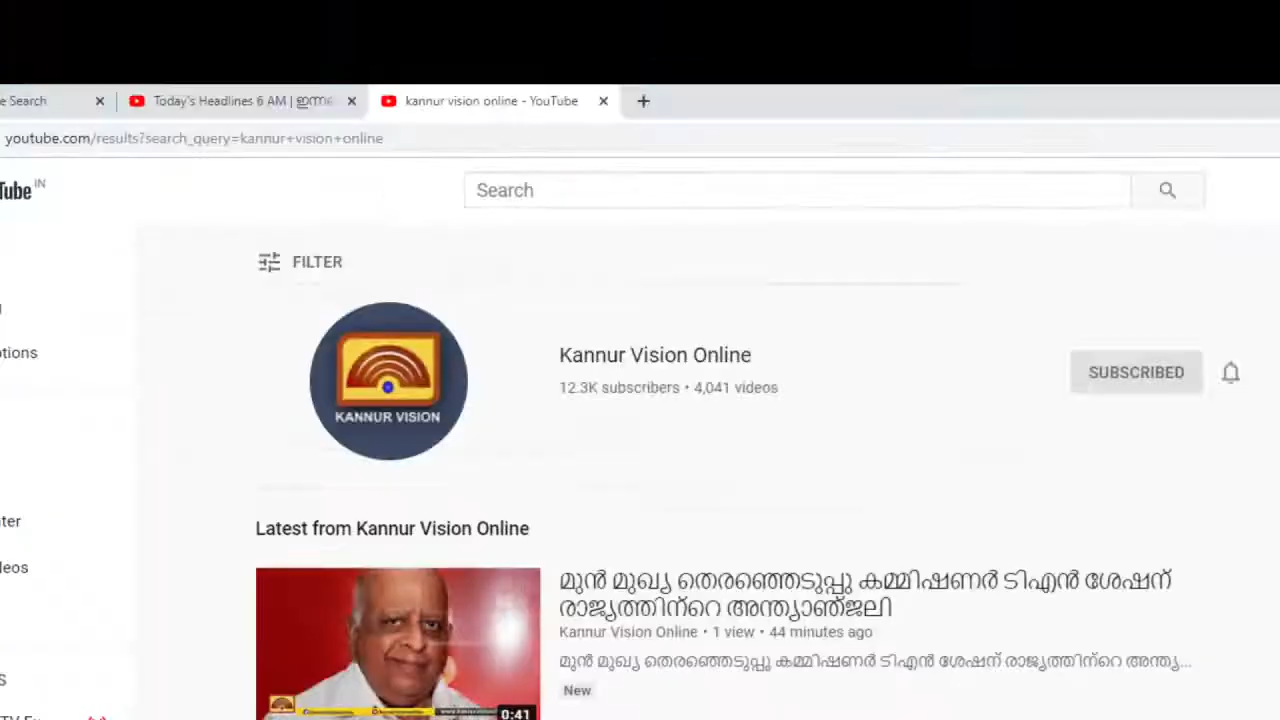 e Search
Today's Headlines 6 AM | ഇന്നത്
kannur vision online - YouTube
youtube.com/results?search_query=kannur+vision+online
Tube IN
Search
FILTER
Kannur Vision Online
12.3K subscribers • 4,041 videos
SUBSCRIBED
KANNUR VISION
otions
Latest from Kannur Vision Online
ter
leos
മുൻ മുഖ്യ തെരഞ്ഞെടുപ്പു കമ്മിഷണർ ടിഎൻ ശേഷന്
രാജ്യത്തിന്റെ അന്ത്യാഞ്ജലി
Kannur Vision Online • 1 view • 44 minutes ago
മുൻ മുഖ്യ തെരഞ്ഞെടുപ്പു കമ്മിഷണർ ടിഎൻ ശേഷന് രാജ്യത്തിന്റെ അന്ത്യ...
New
S
0:41